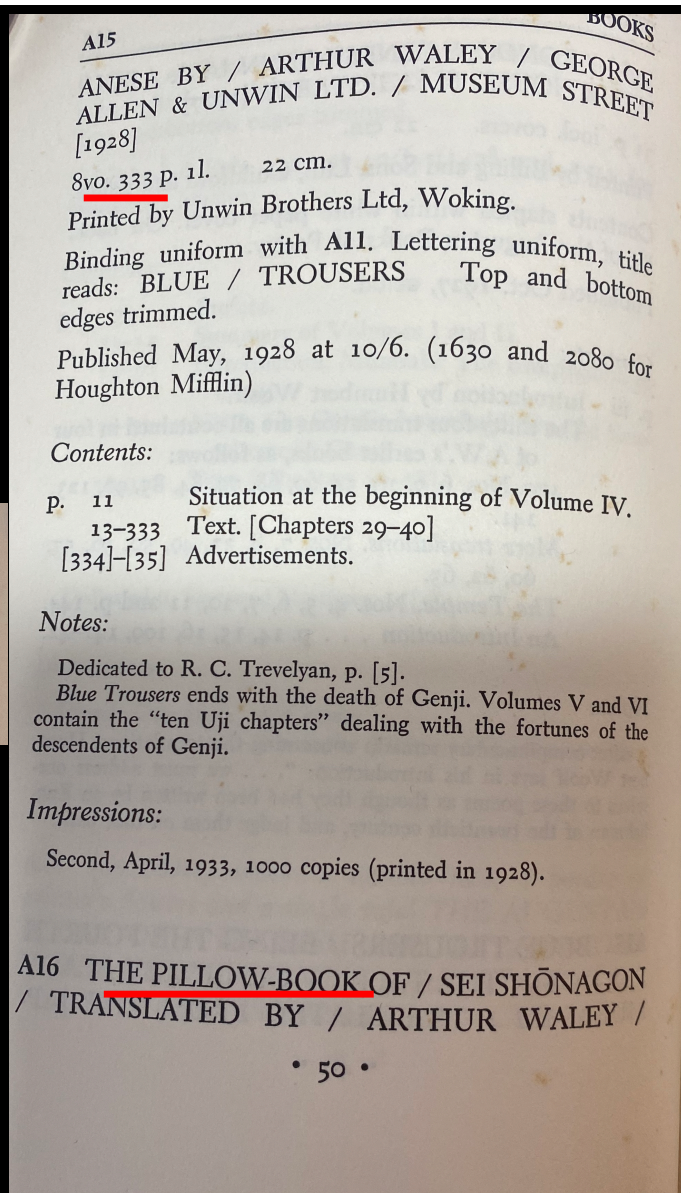 A15 BOOKS
ANESE BY / ARTHUR WALEY / GEORGE
ALLEN & UNWIN LTD. / MUSEUM STREET
[1928]
8vo. 333 p. 1l. 22 cm.
Printed by Unwin Brothers Ltd, Woking.
Binding uniform with A11. Lettering uniform, title
reads: BLUE / TROUSERS Top and bottom
edges trimmed.
Published May, 1928 at 10/6. (1630 and 2080 for
Houghton Mifflin)
Contents:
p. 11 Situation at the beginning of Volume IV.
13–333 Text. [Chapters 29–40]
[334]–[35] Advertisements.
Notes:
Dedicated to R. C. Trevelyan, p. [5].
Blue Trousers ends with the death of Genji. Volumes V and VI
contain the “ten Uji chapters” dealing with the fortunes of the
descendents of Genji.
Impressions:
Second, April, 1933, 1000 copies (printed in 1928).
A16 THE PILLOW-BOOK OF / SEI SHŌNAGON
/ TRANSLATED BY / ARTHUR WALEY /
• 50 •